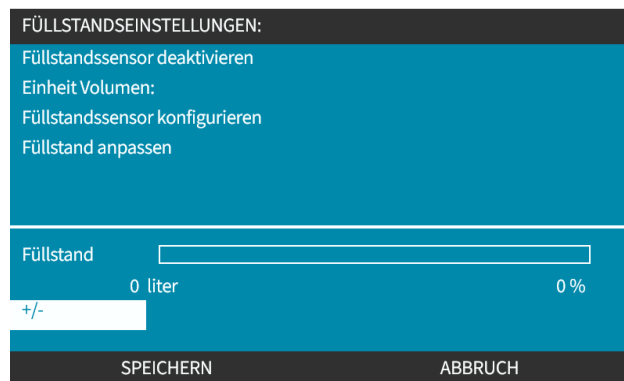 FÜLLSTANDSEINSTELLUNGEN:
Füllstandssensor deaktivieren
Einheit Volumen:
Füllstandssensor konfigurieren
Füllstand anpassen
Füllstand
0 liter 0 %
+/-
SPEICHERN ABBRUCH